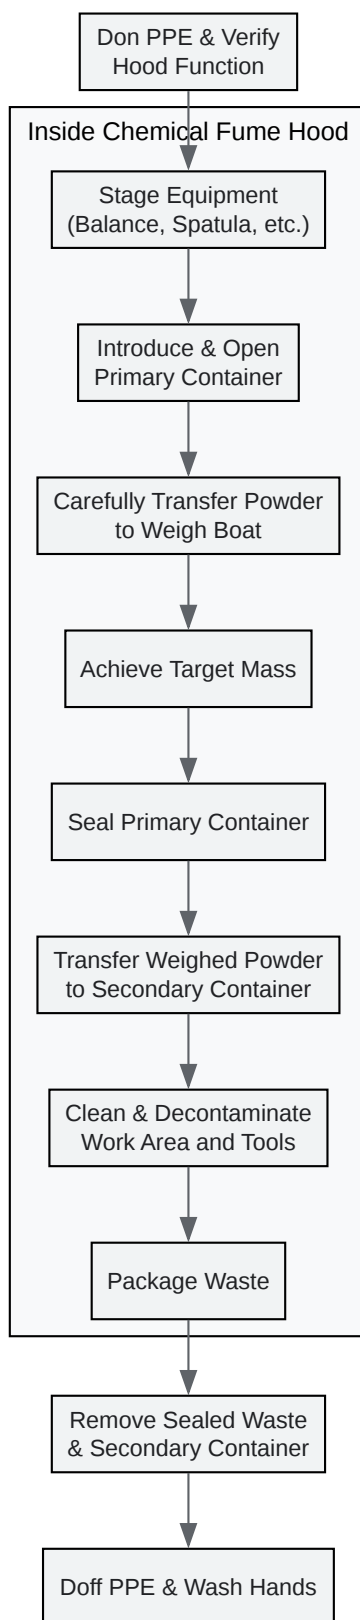 Don PPE & Verify
Hood Function
Inside Chemical Fume Hood
Stage Equipment
(Balance, Spatula, etc.)
Introduce & Open
Primary Container
Carefully Transfer Powder
to Weigh Boat
Achieve Target Mass
Seal Primary Container
Transfer Weighed Powder
to Secondary Container
Clean & Decontaminate
Work Area and Tools
Package Waste
Remove Sealed Waste
& Secondary Container
Doff PPE & Wash Hands